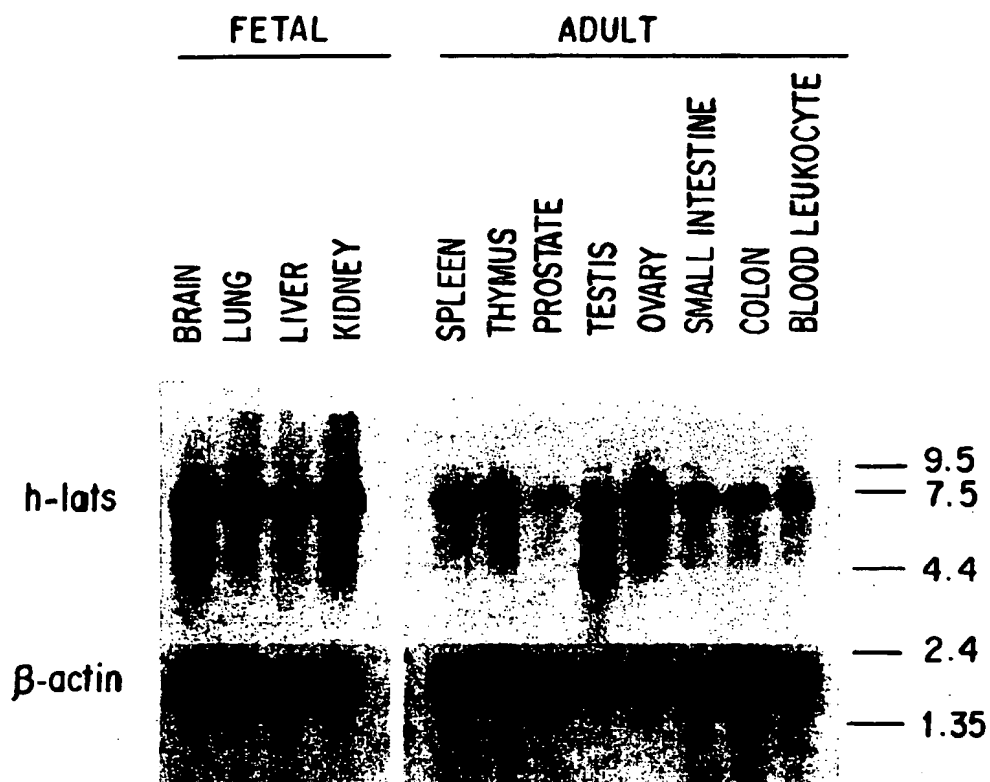 FETAL
ADULT
BRAIN
LUNG
LIVER
KIDNEY
SPLEEN
THYMUS
PROSTATE
TESTIS
OVARY
SMALL INTESTINE
COLON
BLOOD LEUKOCYTE
h-lats
9.5
7.5
4.4
β-actin
2.4
1.35